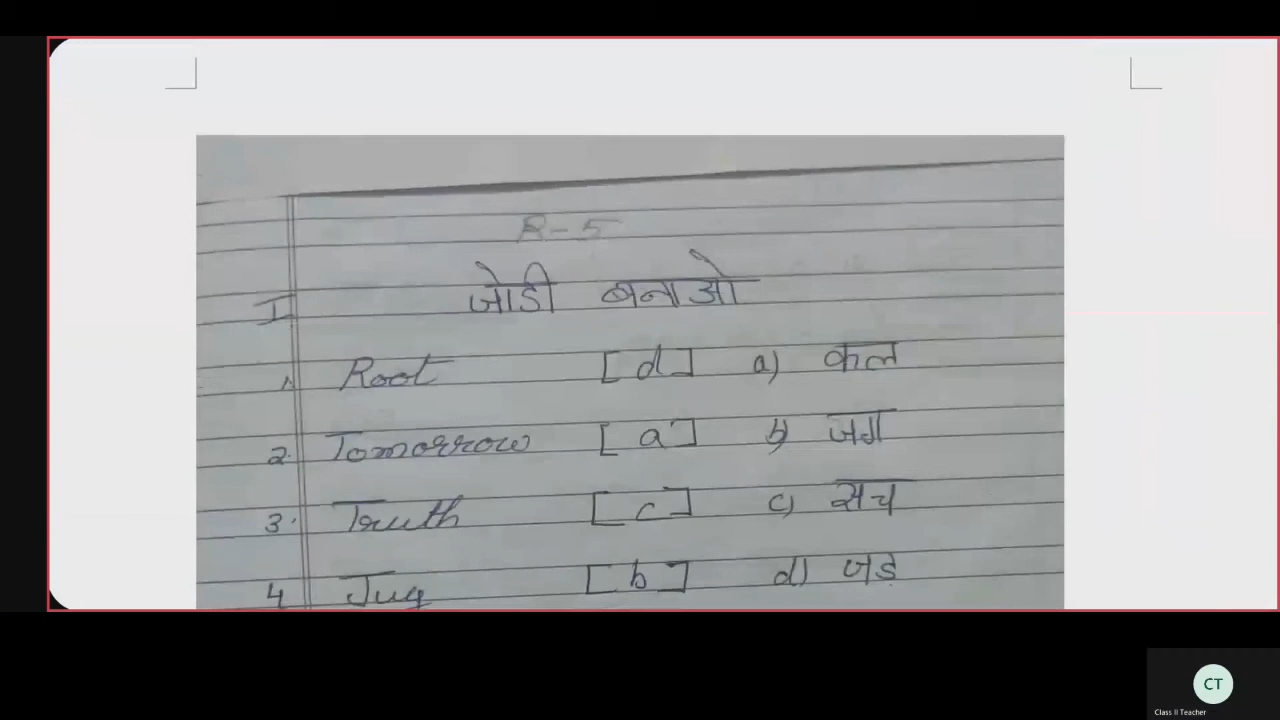 R-5
I जोडी बनाओ
1. Root [d] a) कल
2. Tomorrow [a] b) जग
3. Truth [c] c) सच
4 Jug [b] d) जड
CT
Class II Teacher